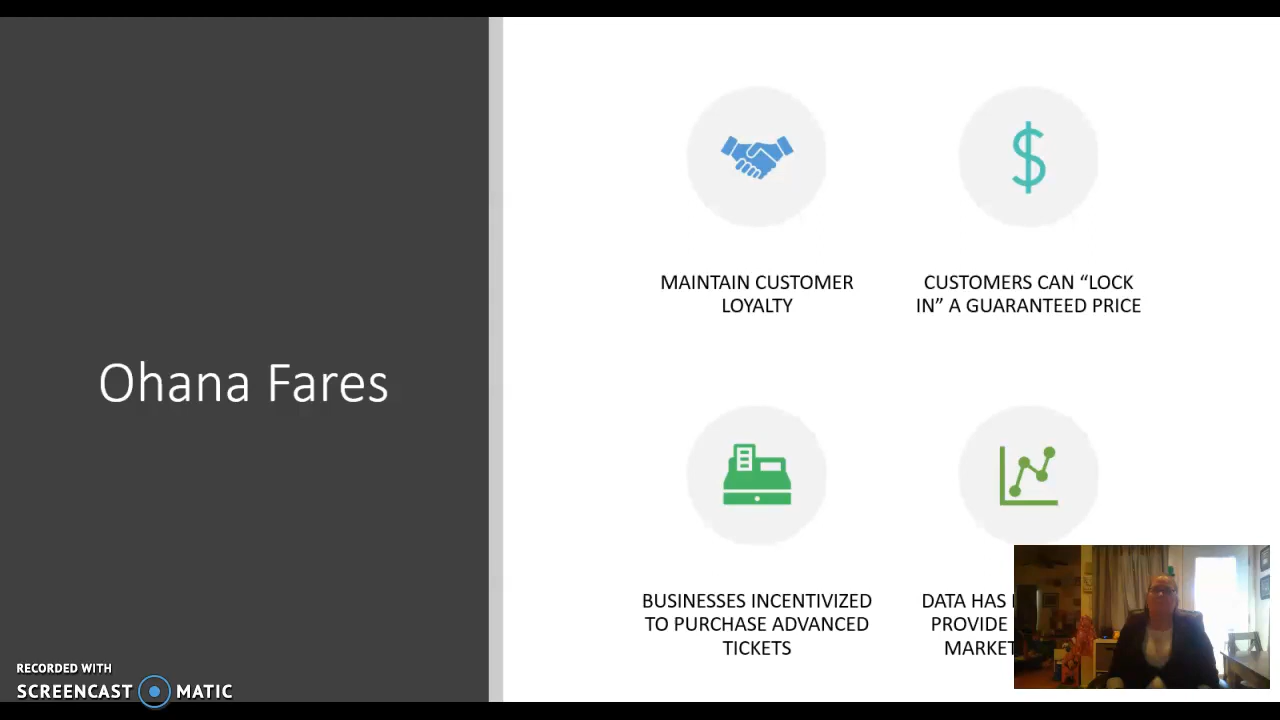 Ohana Fares
MAINTAIN CUSTOMER
LOYALTY
CUSTOMERS CAN “LOCK
IN” A GUARANTEED PRICE
BUSINESSES INCENTIVIZED
TO PURCHASE ADVANCED
TICKETS
DATA HAS
PROVIDE
MARKET
RECORDED WITH
SCREENCAST MATIC